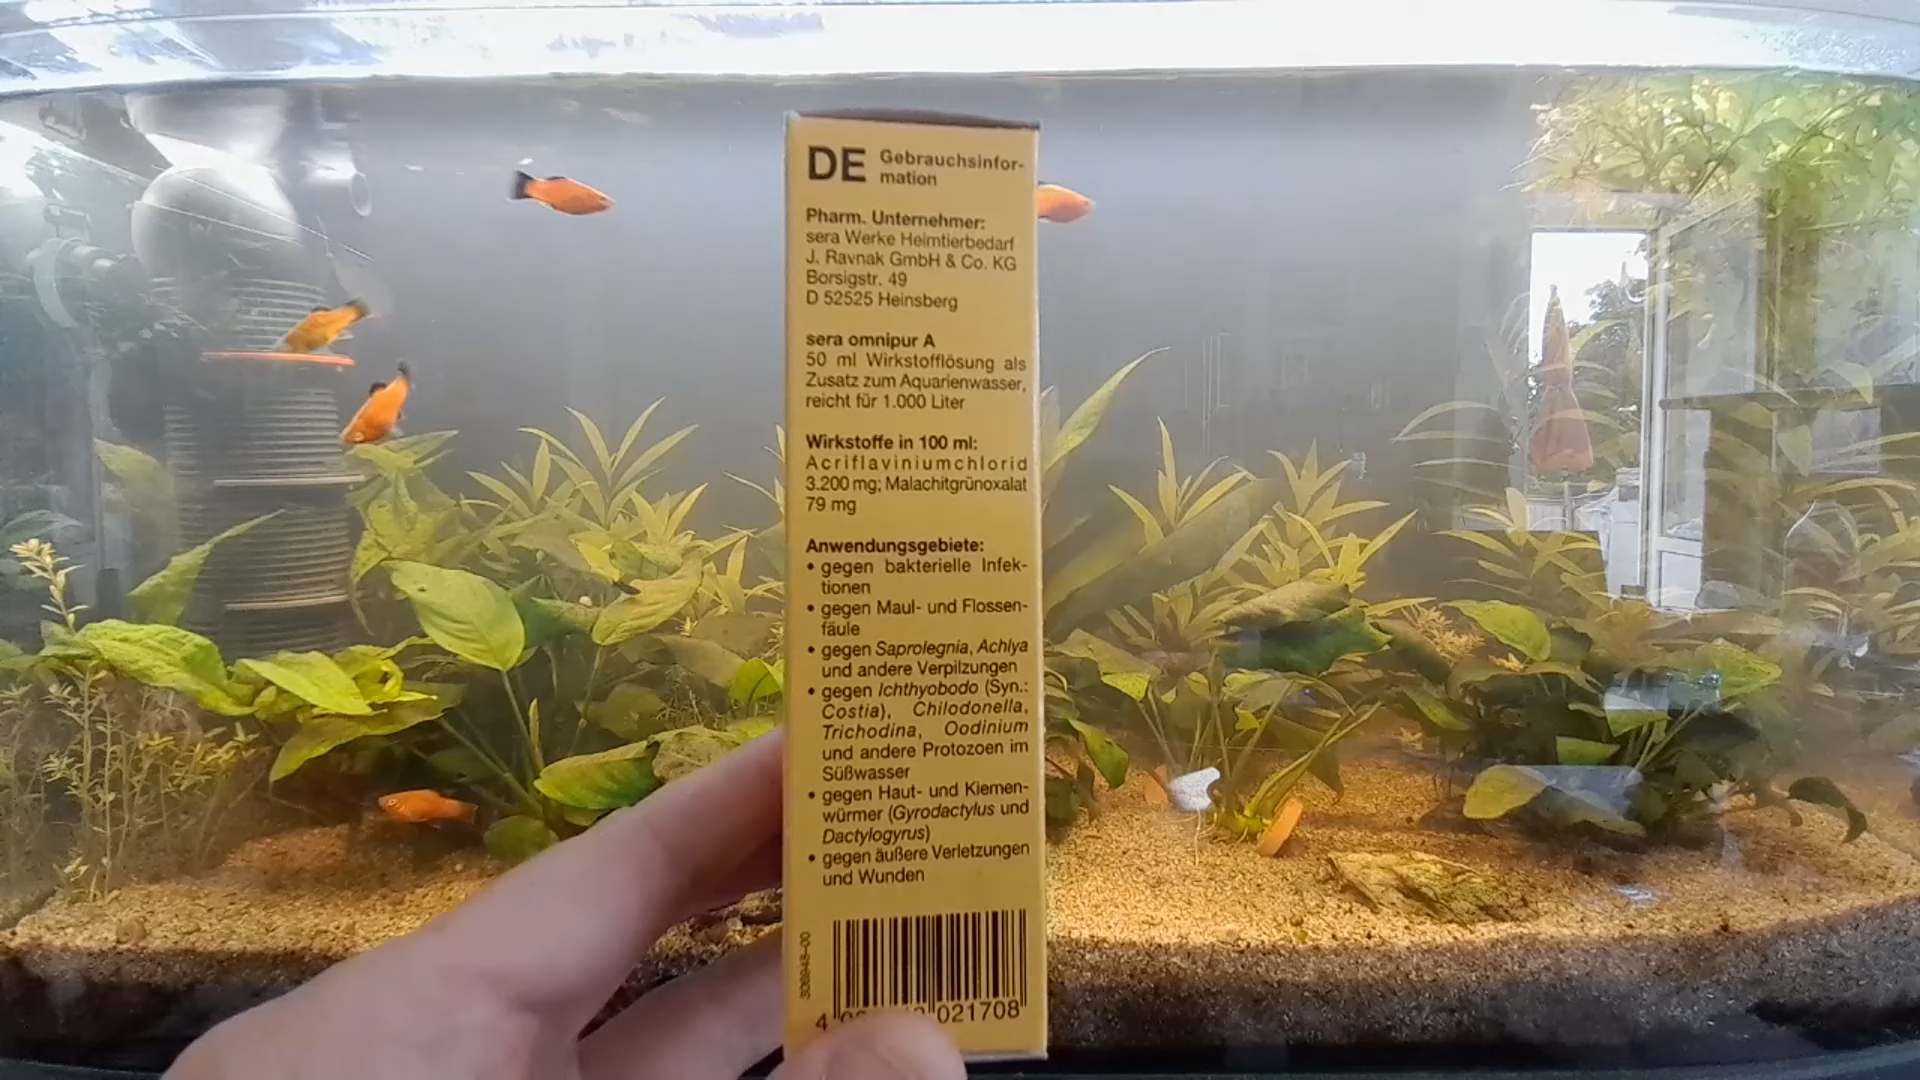 DE Gebrauchsinfor-
mation
Pharm. Unternehmer:
sera Werke Heimtierbedarf
J. Ravnak GmbH & Co. KG
Borsigstr. 49
D 52525 Heinsberg
sera omnipur A
50 ml Wirkstofflösung als
Zusatz zum Aquarienwasser,
reicht für 1.000 Liter
Wirkstoffe in 100 ml:
Acriflaviniumchlorid
3.200 mg; Malachitgrünoxalat
79 mg
Anwendungsgebiete:
• gegen bakterielle Infek-
tionen
• gegen Maul- und Flossen-
fäule
• gegen Saprolegnia, Achlya
und andere Verpilzungen
• gegen Ichthyobodo (Syn.:
Costia), Chilodonella,
Trichodina, Oodinium
und andere Protozoen im
Süßwasser
• gegen Haut- und Kiemen-
würmer (Gyrodactylus und
Dactylogyrus)
• gegen äußere Verletzungen
und Wunden
4 021708